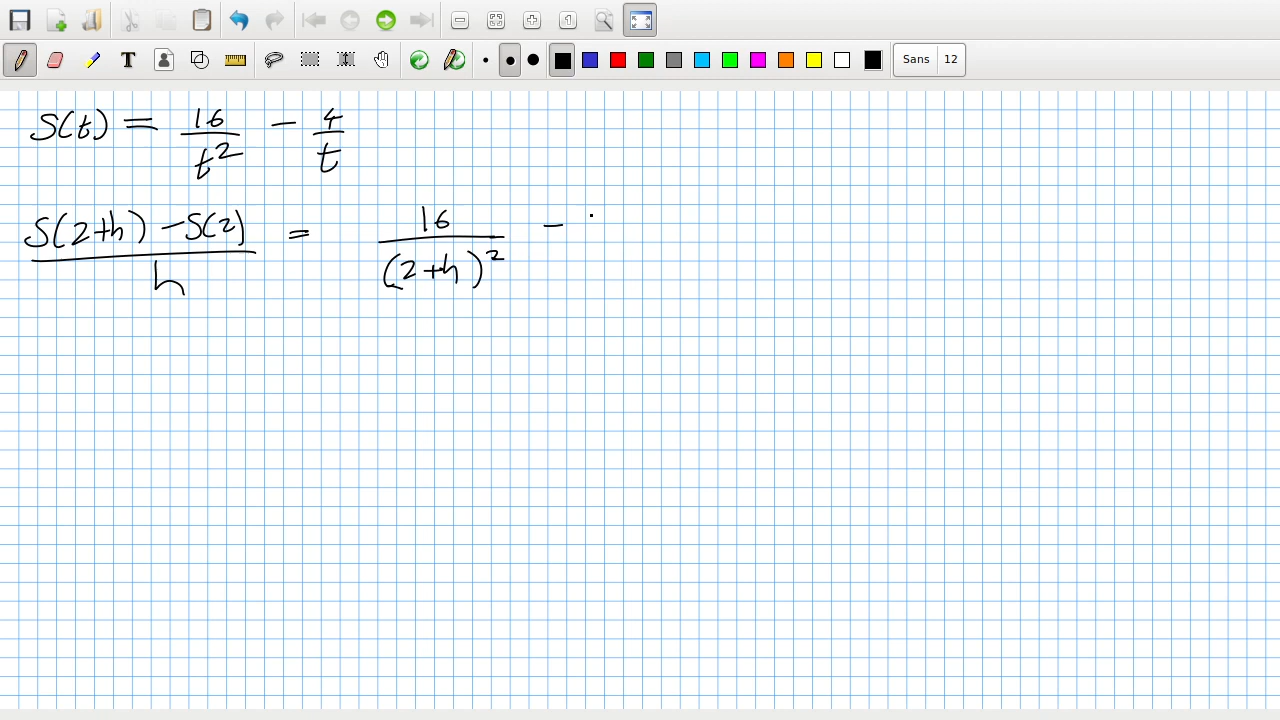 Sans 12
S(t) = 16/t² - 4/t
(S(2+h) - S(2))/h = 16/(2+h)² -